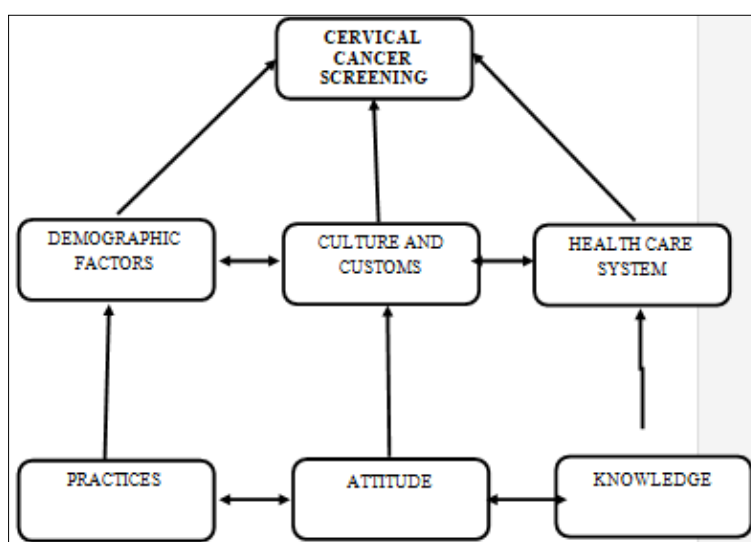 CERVICAL
CANCER
SCREENING
DEMOGRAPHIC
FACTORS
CULTURE AND
CUSTOMS
HEALTH CARE
SYSTEM
PRACTICES
ATTITUDE
KNOWLEDGE